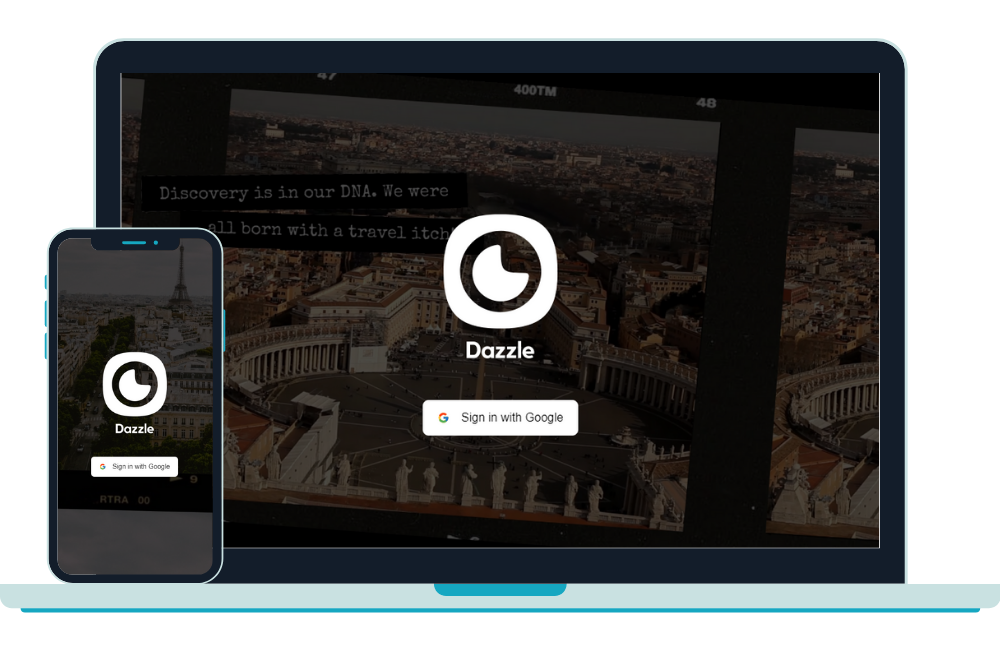 47
400TM
48
Discovery is in our DNA. We were
all born with a travel itch
Dazzle
Sign in with Google
Dazzle
Sign in with Google
9
RTRA 00